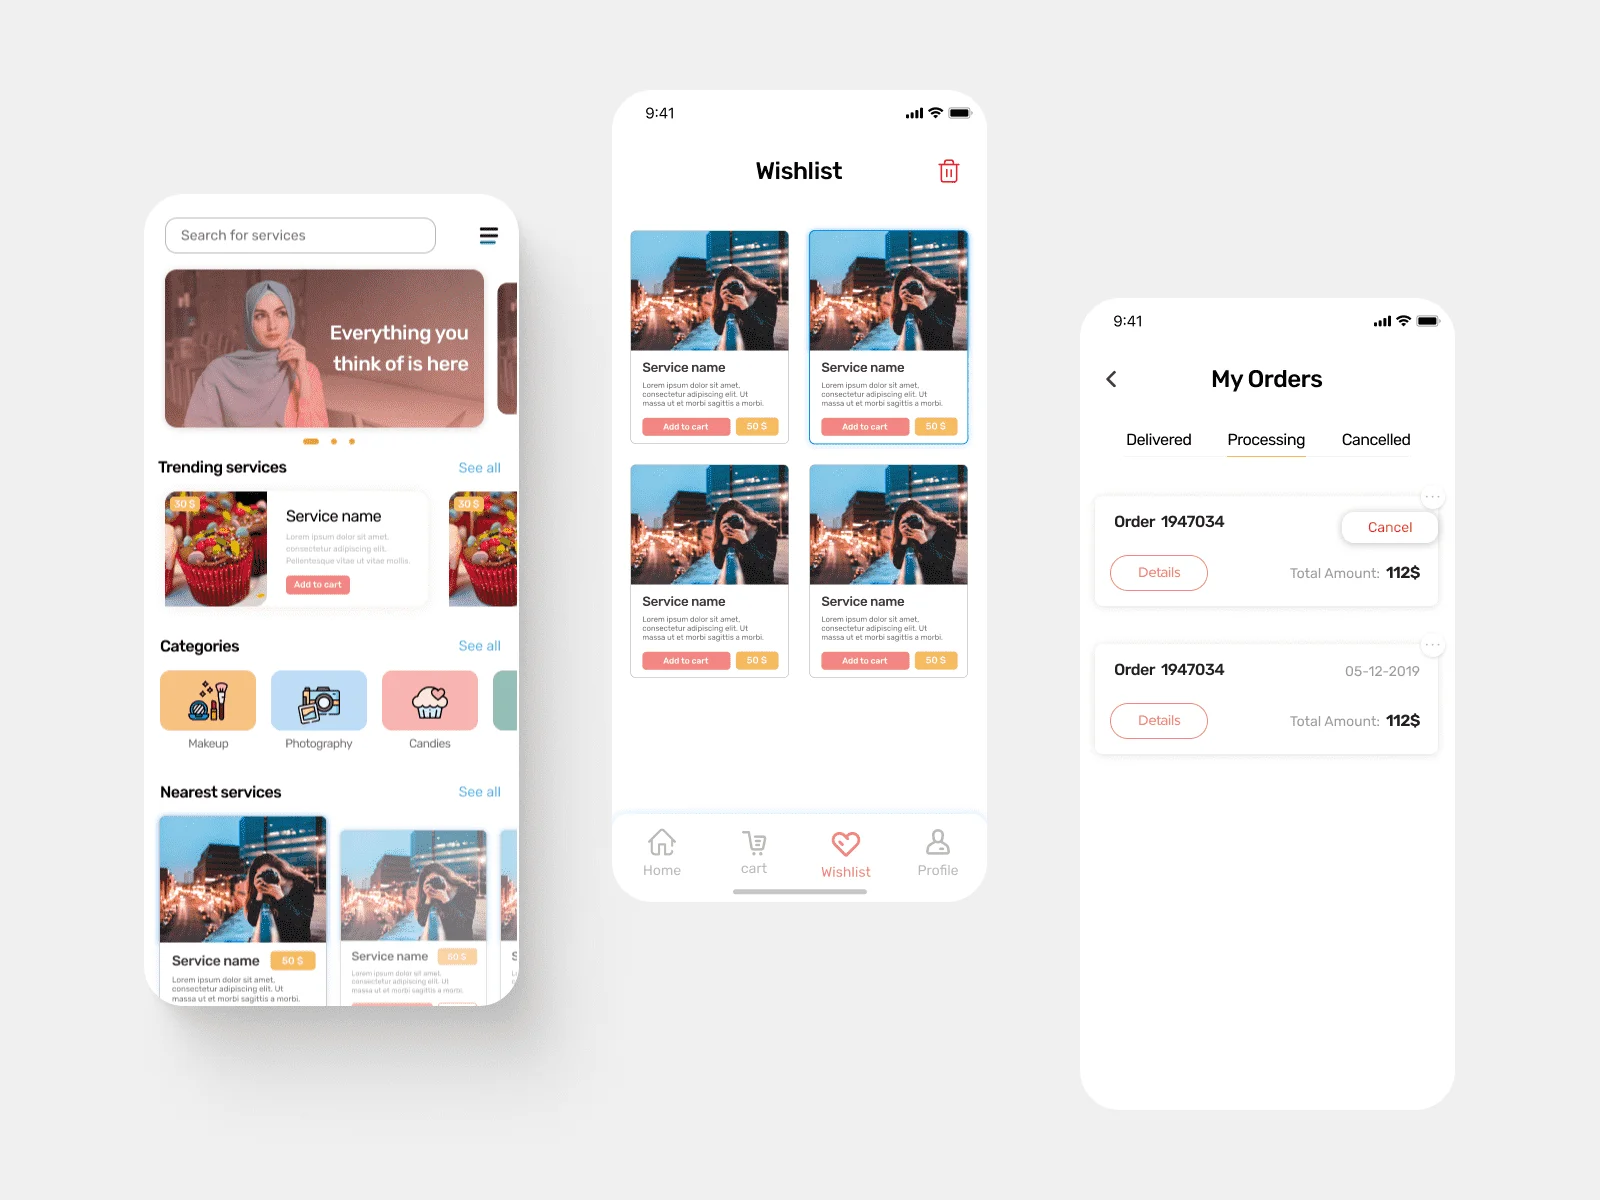 Search for services
Everything you
think of is here
Trending services
See all
30 $
Service name
Lorem ipsum dolor sit amet,
consectetur adipiscing elit.
Pellentesque vitae ut vitae mollis.
Add to cart
30 $
Categories
See all
Makeup
Photography
Candies
Nearest services
See all
Service name
50 $
Lorem ipsum dolor sit amet,
consectetur adipiscing elit. Ut
massa ut et morbi sagittis a morbi.
Service name
50 $
Lorem ipsum dolor sit amet,
consectetur adipiscing elit. Ut
massa ut et morbi sagittis a morbi.
9:41
Wishlist
Service name
Lorem ipsum dolor sit amet,
consectetur adipiscing elit. Ut
massa ut et morbi sagittis a morbi.
Add to cart
50 $
Service name
Lorem ipsum dolor sit amet,
consectetur adipiscing elit. Ut
massa ut et morbi sagittis a morbi.
Add to cart
50 $
Service name
Lorem ipsum dolor sit amet,
consectetur adipiscing elit. Ut
massa ut et morbi sagittis a morbi.
Add to cart
50 $
Service name
Lorem ipsum dolor sit amet,
consectetur adipiscing elit. Ut
massa ut et morbi sagittis a morbi.
Add to cart
50 $
Home
cart
Wishlist
Profile
9:41
My Orders
Delivered
Processing
Cancelled
Order 1947034
Cancel
Details
Total Amount: 112$
Order 1947034
05-12-2019
Details
Total Amount: 112$